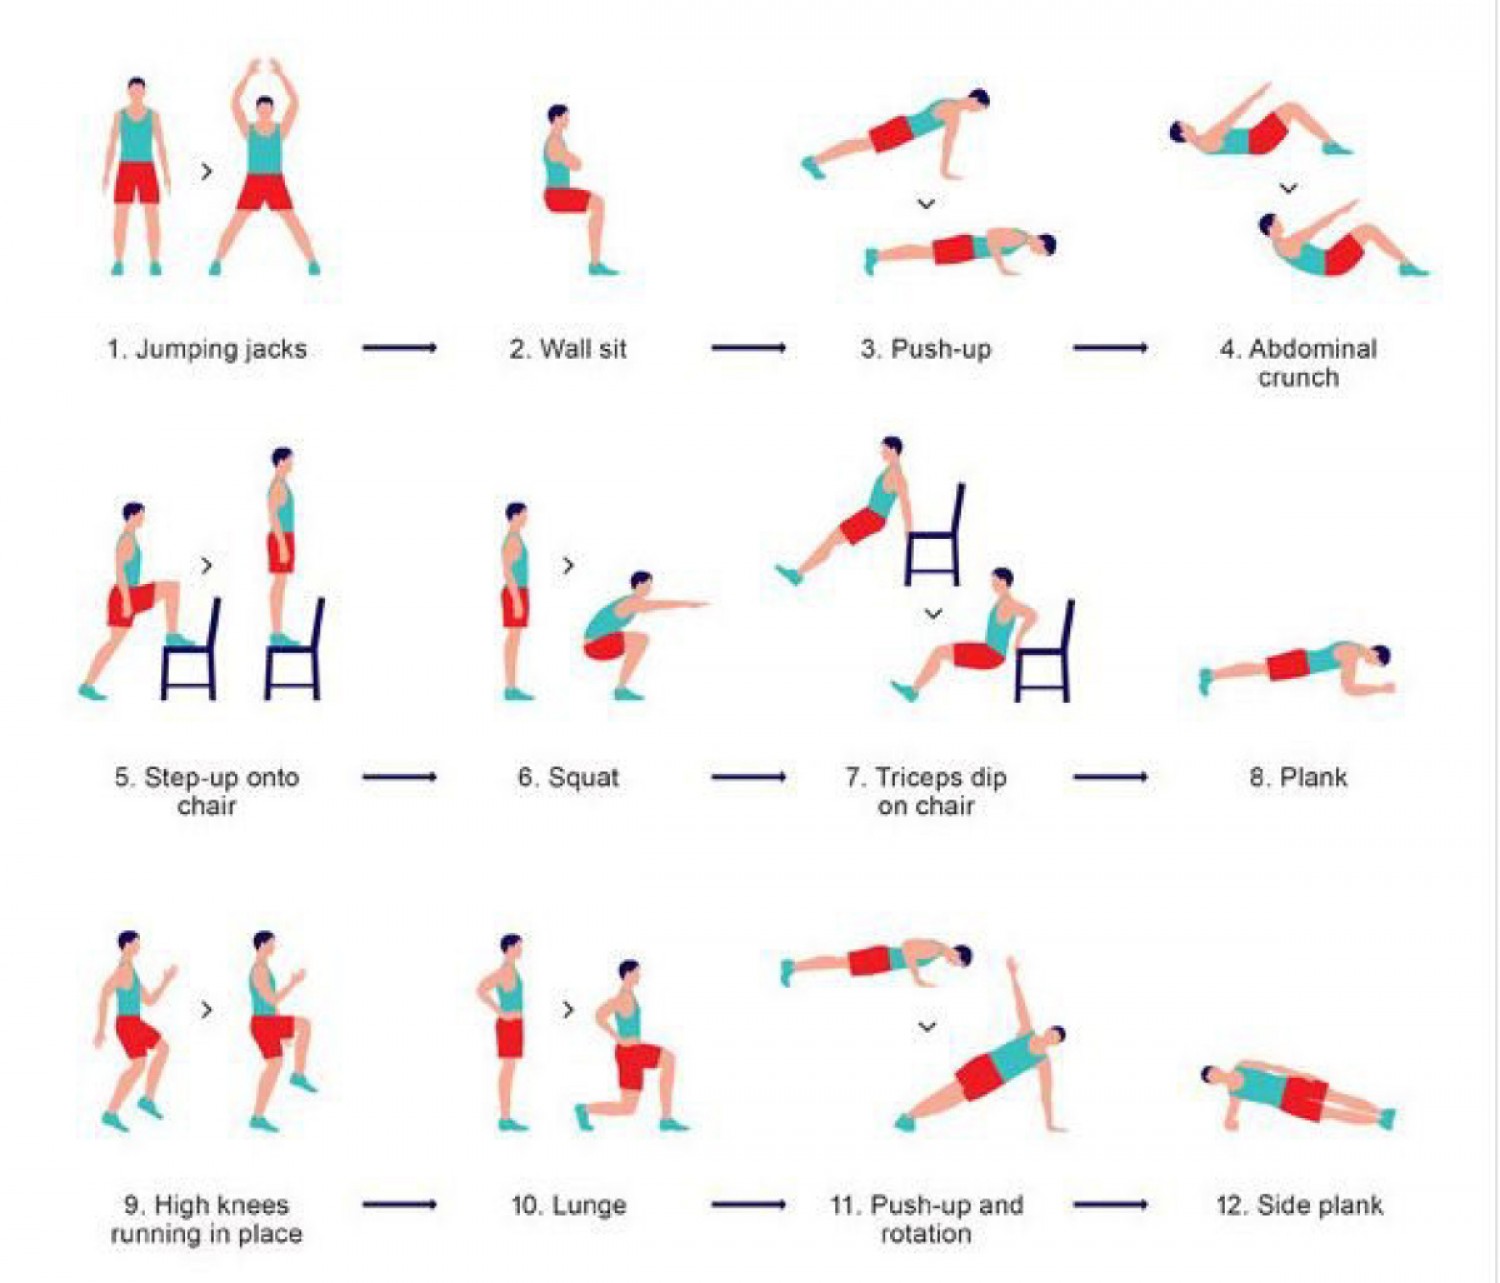 1. Jumping jacks
2. Wall sit
3. Push-up
4. Abdominal
crunch
5. Step-up onto
chair
6. Squat
7. Triceps dip
on chair
8. Plank
9. High knees
running in place
10. Lunge
11. Push-up and
rotation
12. Side plank